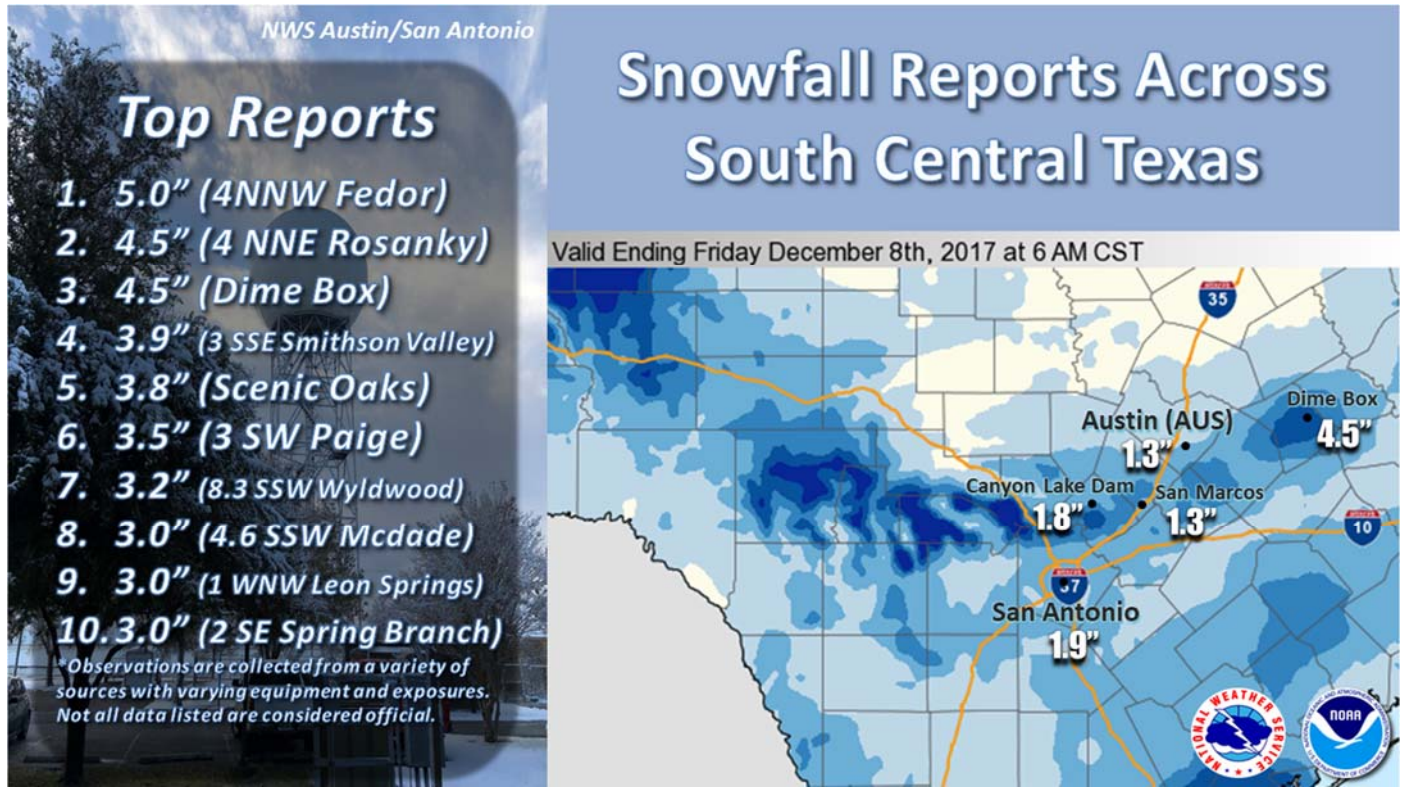 NWS Austin/San Antonio
Top Reports
1. 5.0" (4NNW Fedor)
2. 4.5" (4 NNE Rosanky)
3. 4.5" (Dime Box)
4. 3.9" (3 SSE Smithson Valley)
5. 3.8" (Scenic Oaks)
6. 3.5" (3 SW Paige)
7. 3.2" (8.3 SSW Wyldwood)
8. 3.0" (4.6 SSW Mcdade)
9. 3.0" (1 WNW Leon Springs)
10. 3.0" (2 SE Spring Branch)
*Observations are collected from a variety of
sources with varying equipment and exposures.
Not all data listed are considered official.
Snowfall Reports Across
South Central Texas
Valid Ending Friday December 8th, 2017 at 6 AM CST
35
Dime Box
4.5"
Austin (AUS)
1.3"
Canyon Lake Dam
1.8"
San Marcos
1.3"
10
37
San Antonio
1.9"
NATIONAL WEATHER SERVICE
NOAA